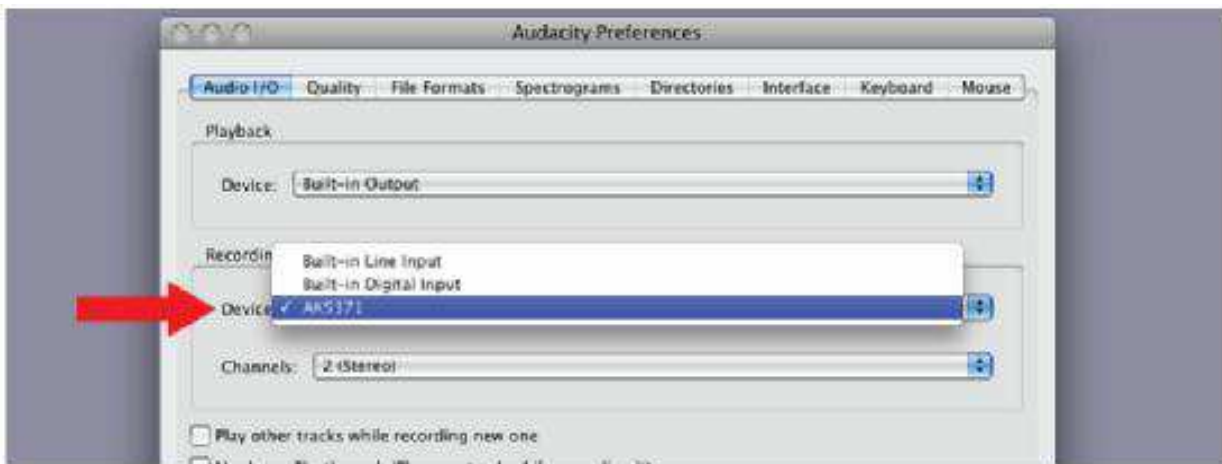 Audacity Preferences
Audio I/O Quality File Formats Spectrograms Directories Interface Keyboard Mouse
Playback
Device: Built-in Output
Recordin
Built-in Line Input
Built-in Digital Input
Device ✓ AK5371
Channels: 2 (Stereo)
Play other tracks while recording new one